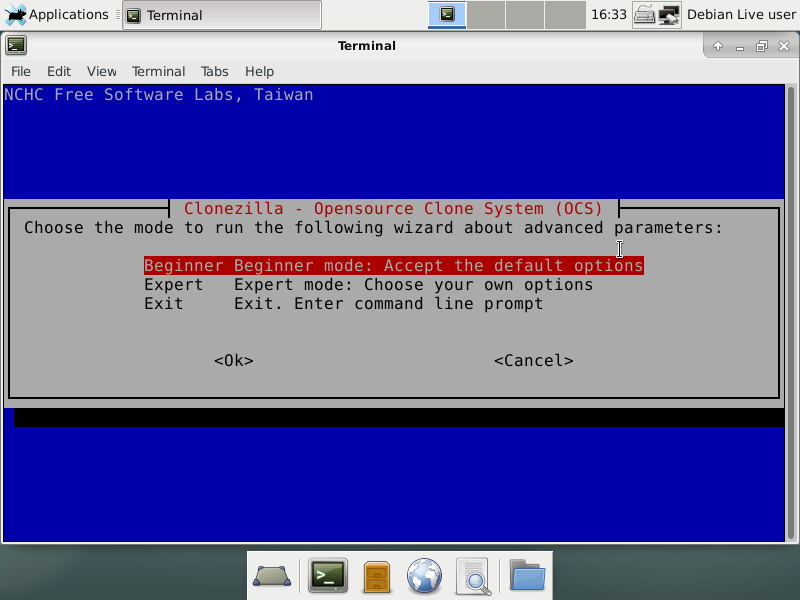 Applications Terminal 16:33 Debian Live user
Terminal
File Edit View Terminal Tabs Help
NCHC Free Software Labs, Taiwan
Clonezilla - Opensource Clone System (OCS)
Choose the mode to run the following wizard about advanced parameters:
Beginner Beginner mode: Accept the default options
Expert Expert mode: Choose your own options
Exit Exit. Enter command line prompt
<Ok> <Cancel>